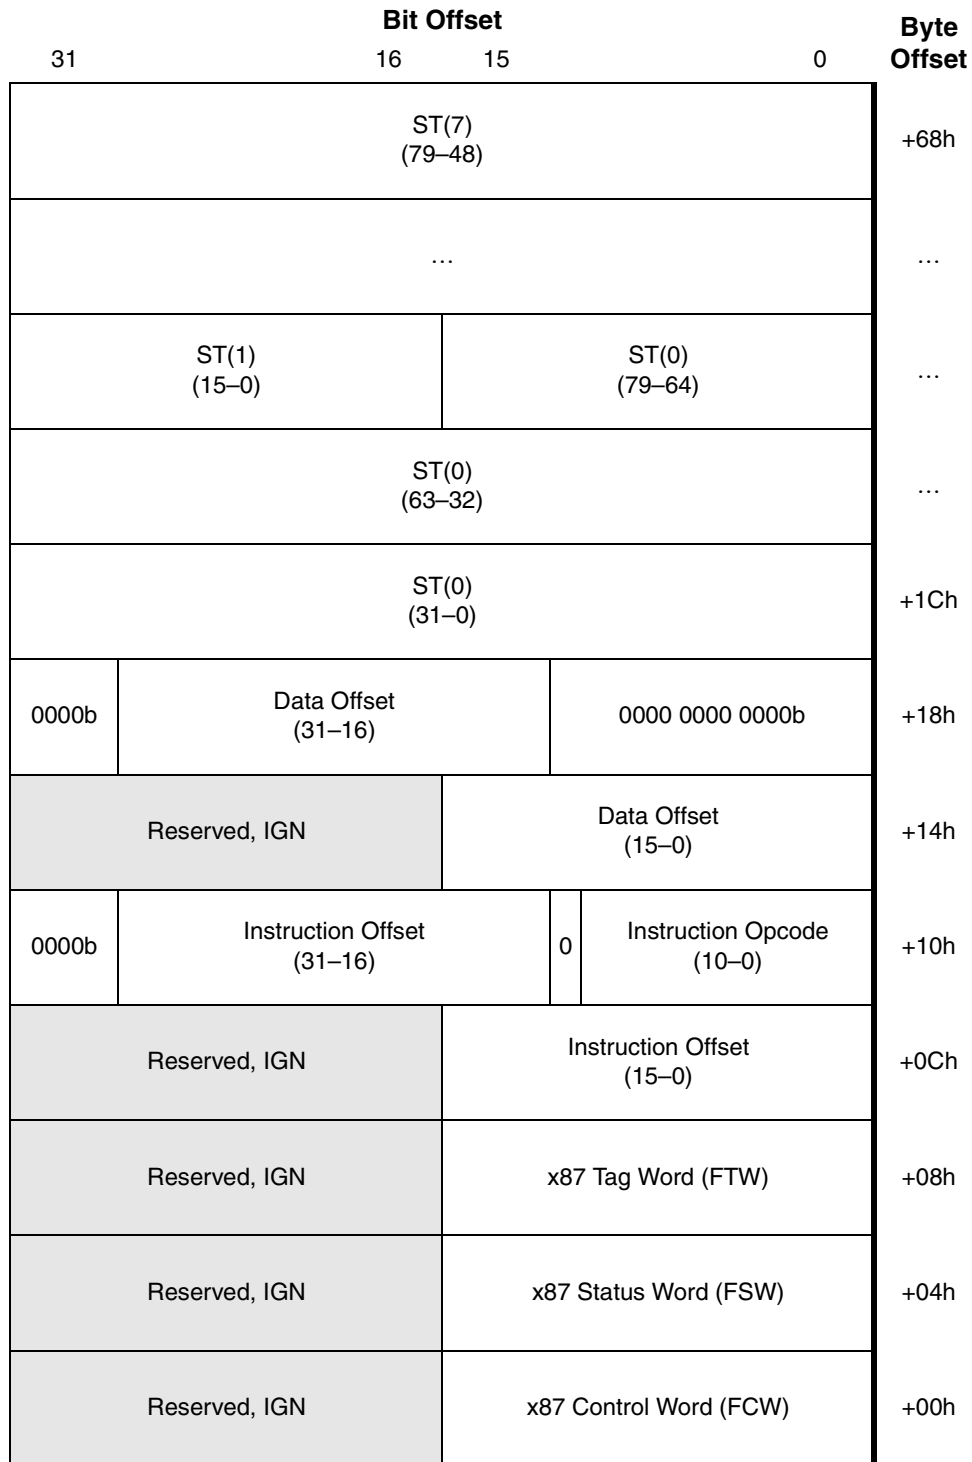 Bit Offset
Byte Offset
31 16 15 0
ST(7)
(79–48)
+68h
…
…
ST(1)
(15–0)
ST(0)
(79–64)
…
ST(0)
(63–32)
…
ST(0)
(31–0)
+1Ch
0000b
Data Offset
(31–16)
0000 0000 0000b
+18h
Reserved, IGN
Data Offset
(15–0)
+14h
0000b
Instruction Offset
(31–16)
0
Instruction Opcode
(10–0)
+10h
Reserved, IGN
Instruction Offset
(15–0)
+0Ch
Reserved, IGN
x87 Tag Word (FTW)
+08h
Reserved, IGN
x87 Status Word (FSW)
+04h
Reserved, IGN
x87 Control Word (FCW)
+00h